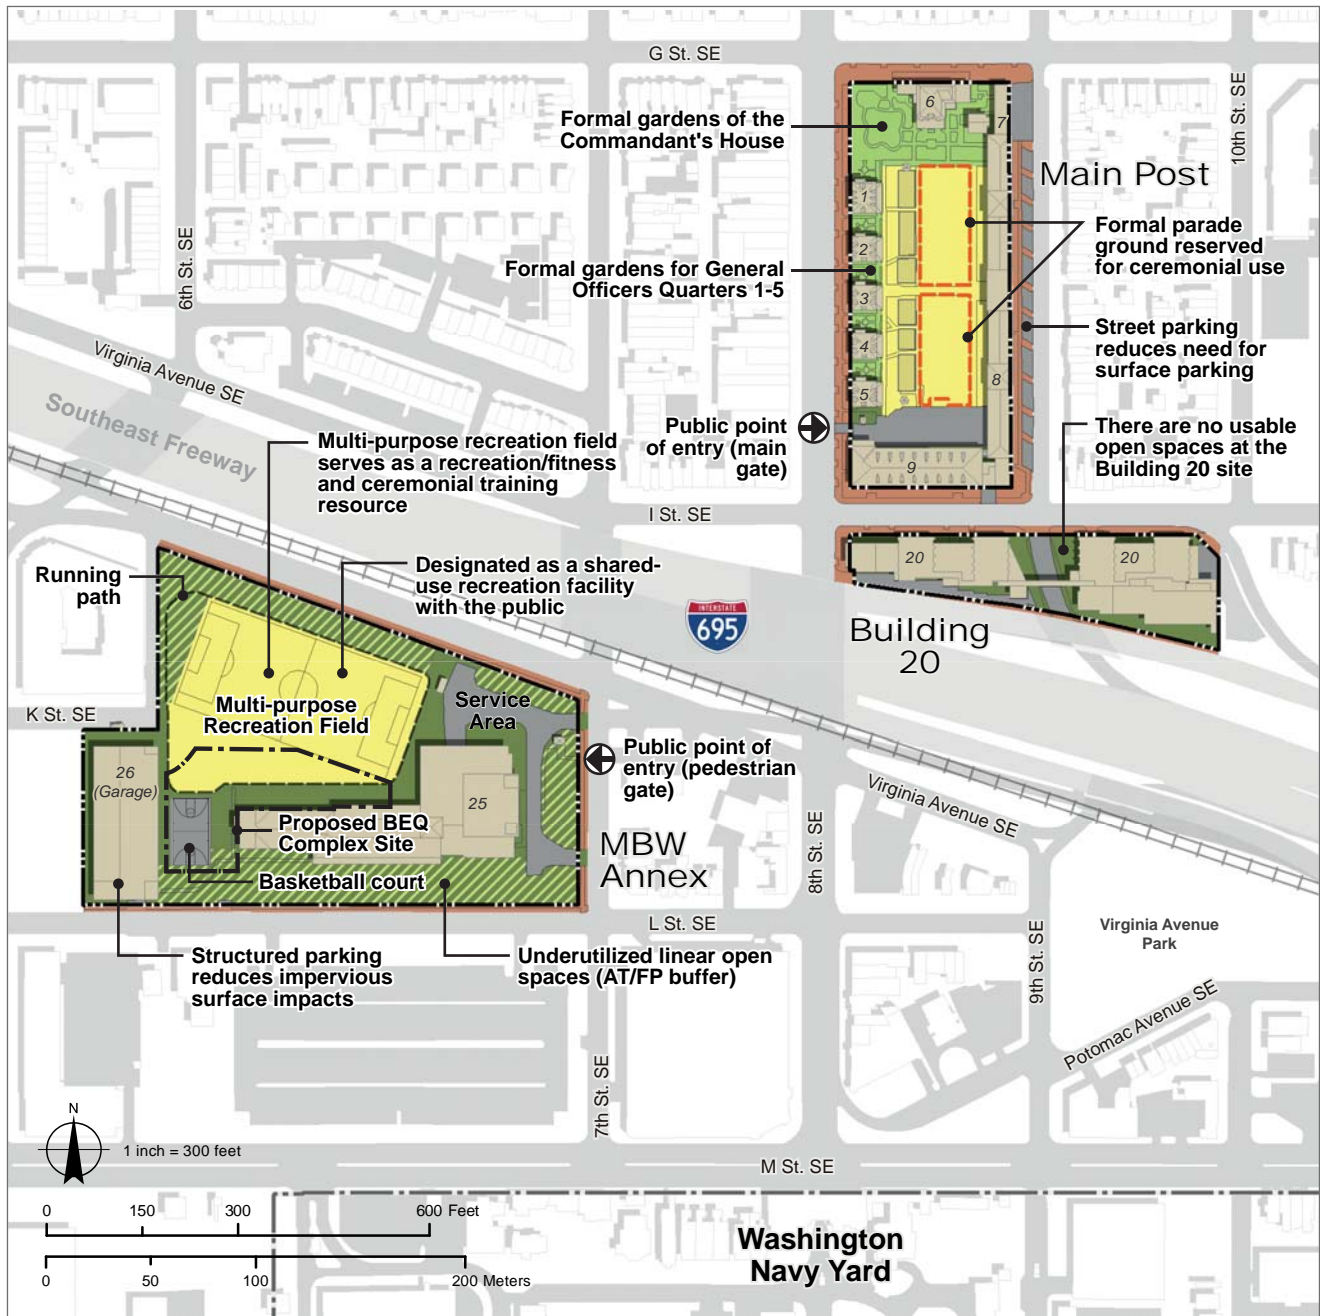 G St. SE
10th St. SE
6th St. SE
Formal gardens of the
Commandant's House
6
7
Main Post
1
2
3
4
5
8
9
Formal parade
ground reserved
for ceremonial use
Formal gardens for General
Officers Quarters 1-5
Street parking
reduces need for
surface parking
Virginia Avenue SE
Southeast Freeway
Public point
of entry (main
gate)
There are no usable
open spaces at the
Building 20 site
Multi-purpose recreation field
serves as a recreation/fitness
and ceremonial training
resource
I St. SE
20
20
Running
path
Designated as a shared-
use recreation facility
with the public
INTERSTATE
695
Building
20
K St. SE
Multi-purpose
Recreation Field
Service
Area
Public point of
entry (pedestrian
gate)
26
(Garage)
25
Virginia Avenue SE
Proposed BEQ
Complex Site
Basketball court
MBW
Annex
8th St. SE
L St. SE
Virginia Avenue
Park
9th St. SE
Structured parking
reduces impervious
surface impacts
Underutilized linear open
spaces (AT/FP buffer)
Potomac Avenue SE
7th St. SE
N
1 inch = 300 feet
M St. SE
0 150 300 600 Feet
0 50 100 200 Meters
Washington
Navy Yard